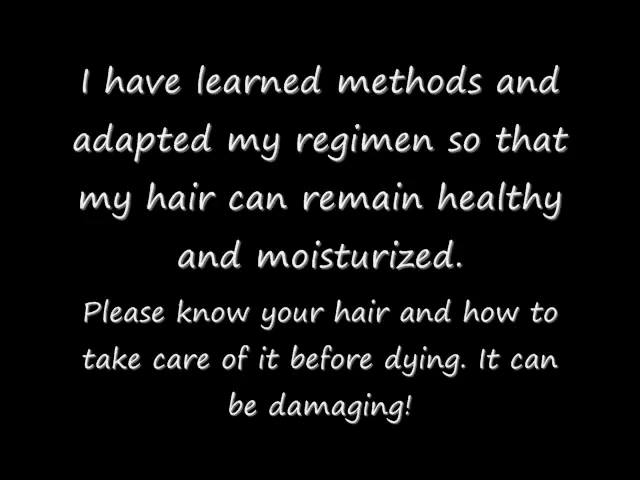 I have learned methods and
adapted my regimen so that
my hair can remain healthy
and moisturized.
Please know your hair and how to
take care of it before dying. It can
be damaging!